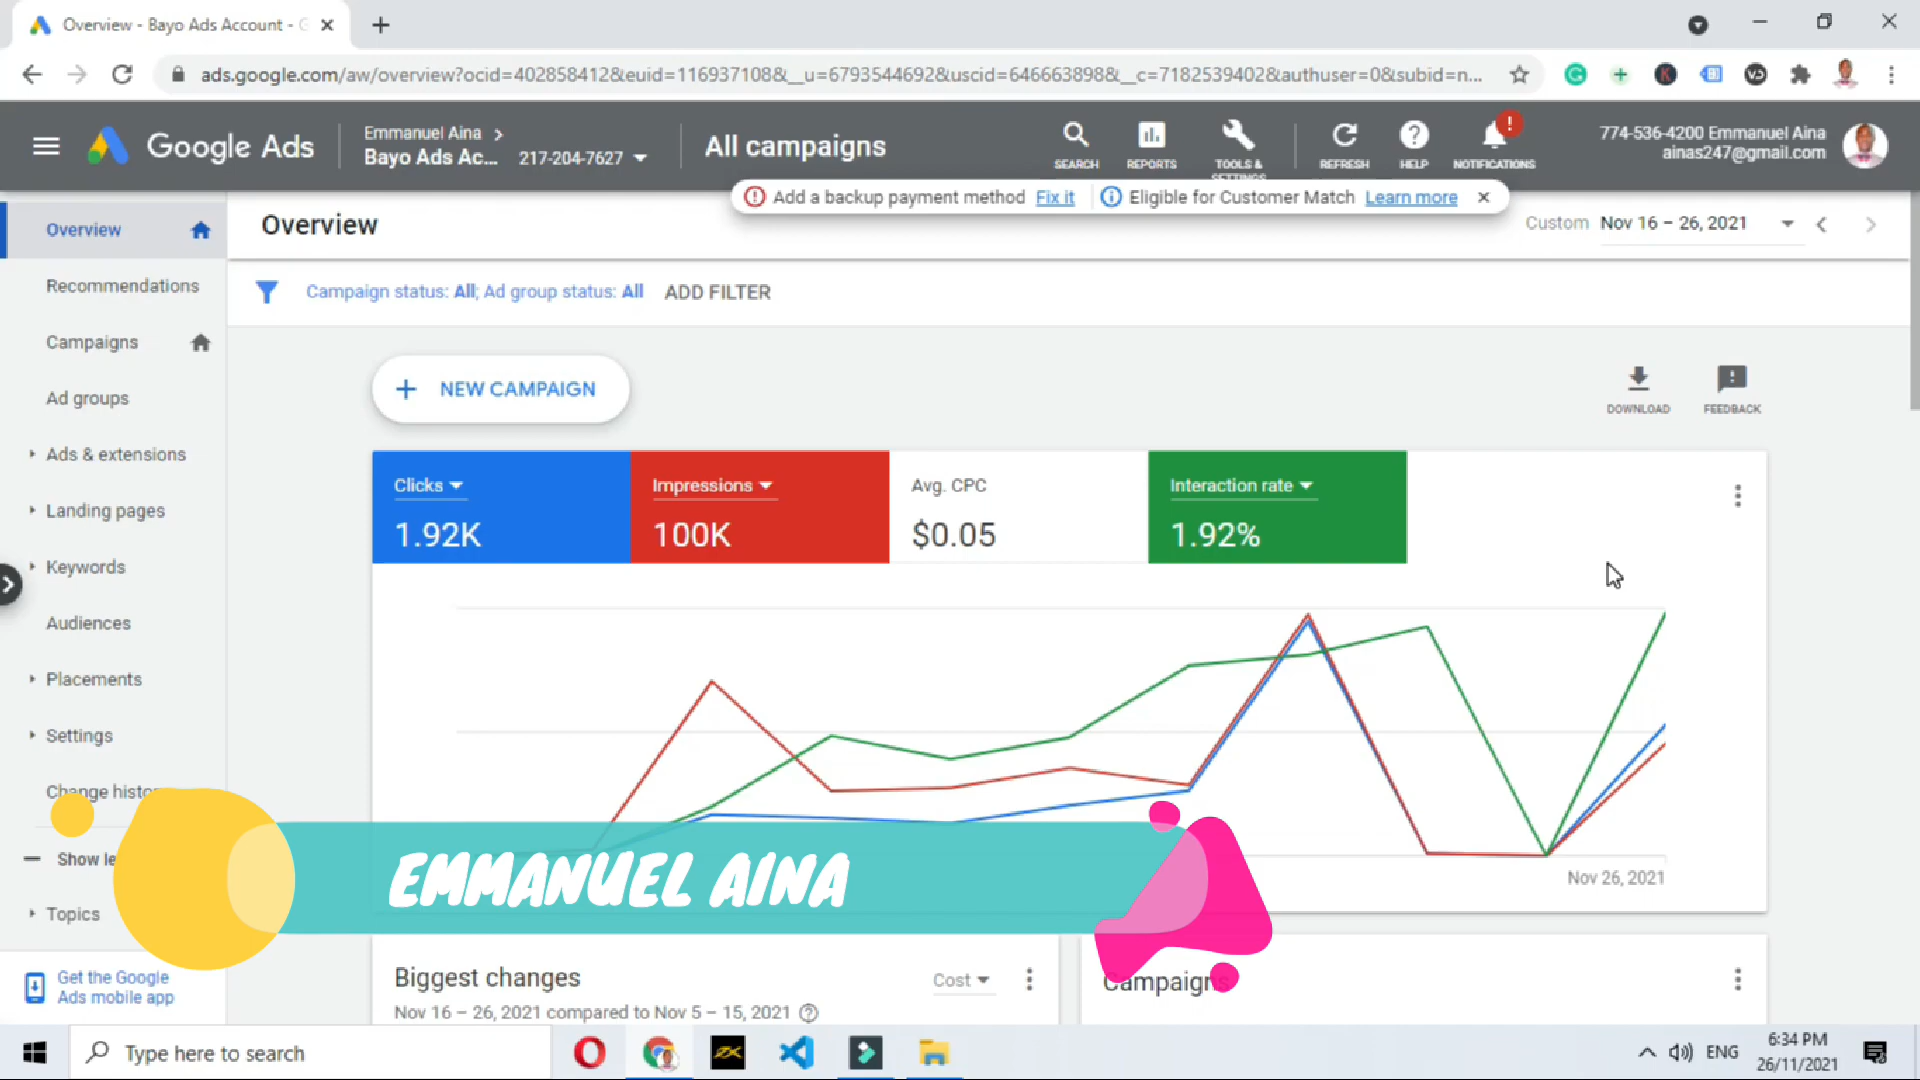 Overview - Bayo Ads Account - G
ads.google.com/aw/overview?ocid=402858412&euid=116937108&__u=6793544692&uscid=646663898&__c=7182539402&authuser=0&subid=n...
Google Ads
Emmanuel Aina
Bayo Ads Ac... 217-204-7627
All campaigns
SEARCH
REPORTS
TOOLS & SETTINGS
REFRESH
HELP
NOTIFICATIONS
774-536-4200 Emmanuel Aina
ainas247@gmail.com
Add a backup payment method Fix it
Eligible for Customer Match Learn more
Overview
Custom Nov 16 – 26, 2021
Overview
Recommendations
Campaigns
Ad groups
Ads & extensions
Landing pages
Keywords
Audiences
Placements
Settings
Change histo
Show le
Topics
Get the Google
Ads mobile app
Campaign status: All; Ad group status: All ADD FILTER
NEW CAMPAIGN
DOWNLOAD
FEEDBACK
Clicks
1.92K
Impressions
100K
Avg. CPC
$0.05
Interaction rate
1.92%
Nov 26, 2021
EMMANUEL AINA
Biggest changes
Cost
Nov 16 – 26, 2021 compared to Nov 5 – 15, 2021
Campaigns
Type here to search
ENG
6:34 PM
26/11/2021